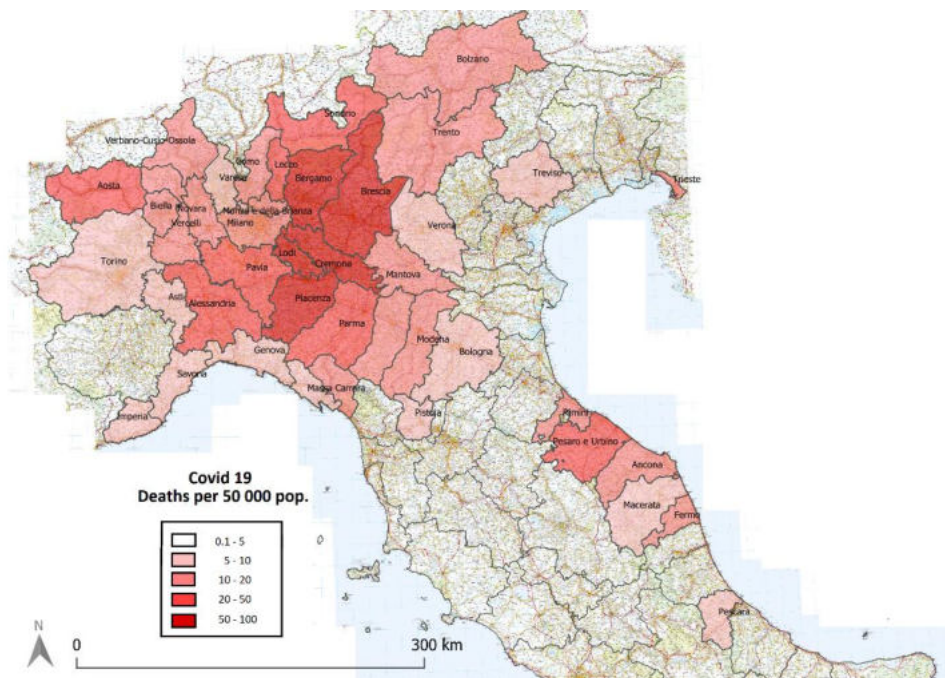 Bolzano
Sondrio
Trento
Verbano-Cusio-Ossola
Como
Lecco
Varese
Bergamo
Aosta
Brescia
Treviso
Trieste
Biella
Novara
Monza e della Brianza
Vercelli
Milano
Verona
Torino
Lodi
Pavia
Cremona
Mantova
Asti
Alessandria
Piacenza
Parma
Modena
Genova
Bologna
Savona
Massa Carrara
Imperia
Pistoia
Rimini
Pesaro e Urbino
Ancona
Macerata
Fermo
Pescara
Covid 19
Deaths per 50 000 pop.
0.1 - 5
5 - 10
10 - 20
20 - 50
50 - 100
N
0
300 km